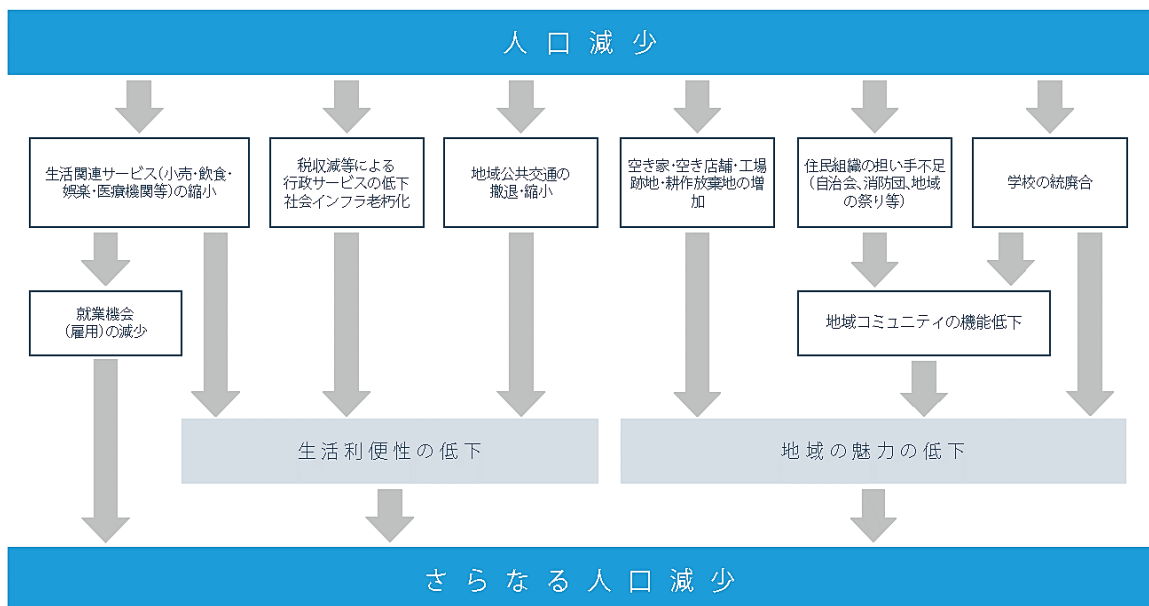 人口減少
生活関連サービス(小売・飲食・
娯楽・医療機関等)の縮小
税収減等による
行政サービスの低下
社会インフラ老朽化
地域公共交通の
撤退・縮小
空き家・空き店舗・工場
跡地・耕作放棄地の増
加
住民組織の担い手不足
(自治会、消防団、地域
の祭り等)
学校の統廃合
就業機会
(雇用)の減少
地域コミュニティの機能低下
生活利便性の低下
地域の魅力の低下
さらなる人口減少